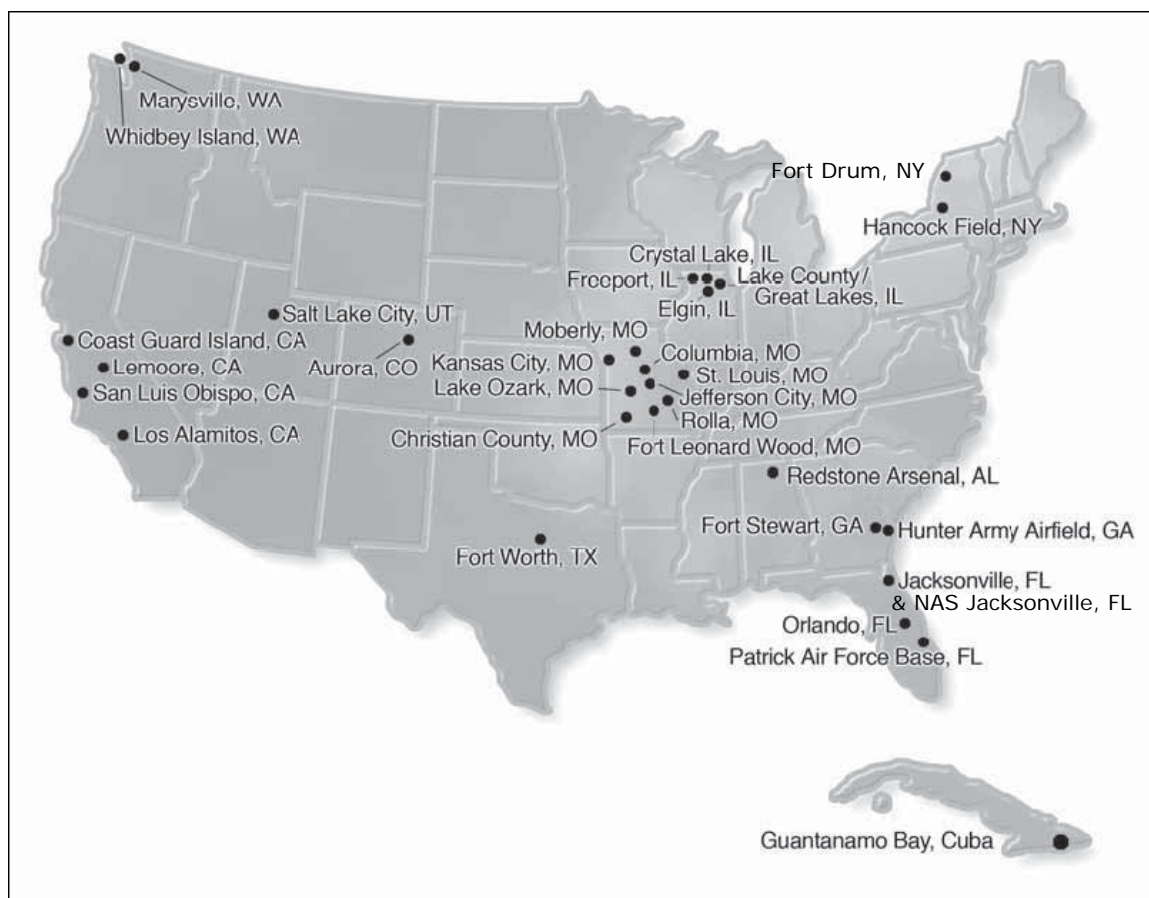 Marysville, WA
Whidbey Island, WA
Fort Drum, NY
Hancock Field, NY
Crystal Lake, IL
Freeport, IL
Lake County/
Great Lakes, IL
Elgin, IL
Salt Lake City, UT
Moberly, MO
Coast Guard Island, CA
Aurora, CO
Kansas City, MO
Columbia, MO
Lemoore, CA
St. Louis, MO
Lake Ozark, MO
San Luis Obispo, CA
Jefferson City, MO
Rolla, MO
Los Alamitos, CA
Christian County, MO
Fort Leonard Wood, MO
Redstone Arsenal, AL
Fort Stewart, GA
Hunter Army Airfield, GA
Fort Worth, TX
Jacksonville, FL
& NAS Jacksonville, FL
Orlando, FL
Patrick Air Force Base, FL
Guantanamo Bay, Cuba